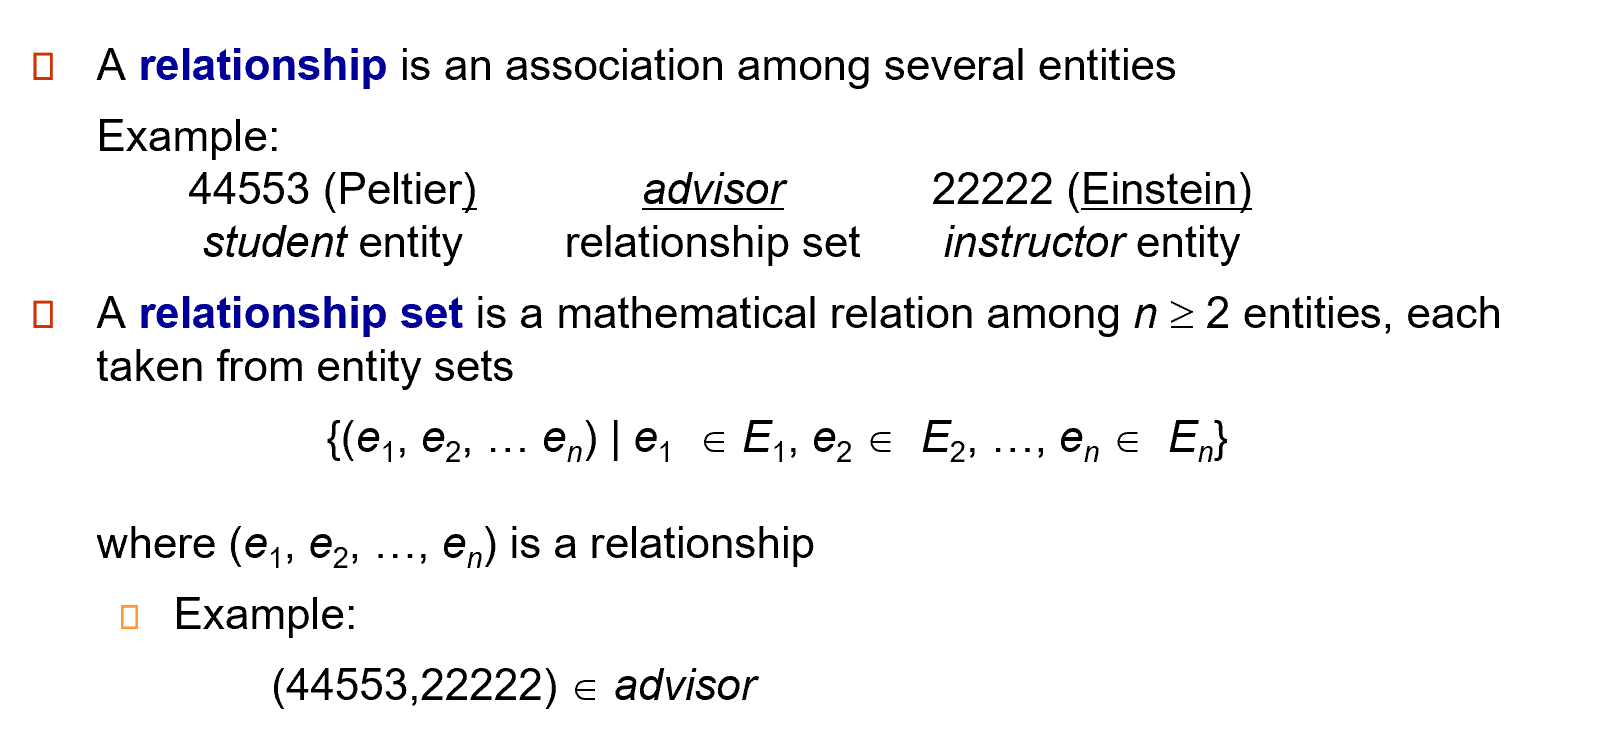 A relationship is an association among several entities
Example:
44553 (Peltier) advisor 22222 (Einstein)
student entity relationship set instructor entity
A relationship set is a mathematical relation among n ≥ 2 entities, each
taken from entity sets
{(e₁, e₂, … eₙ) | e₁ ∈ E₁, e₂ ∈ E₂, …, eₙ ∈ Eₙ}
where (e₁, e₂, …, eₙ) is a relationship
Example:
(44553,22222) ∈ advisor